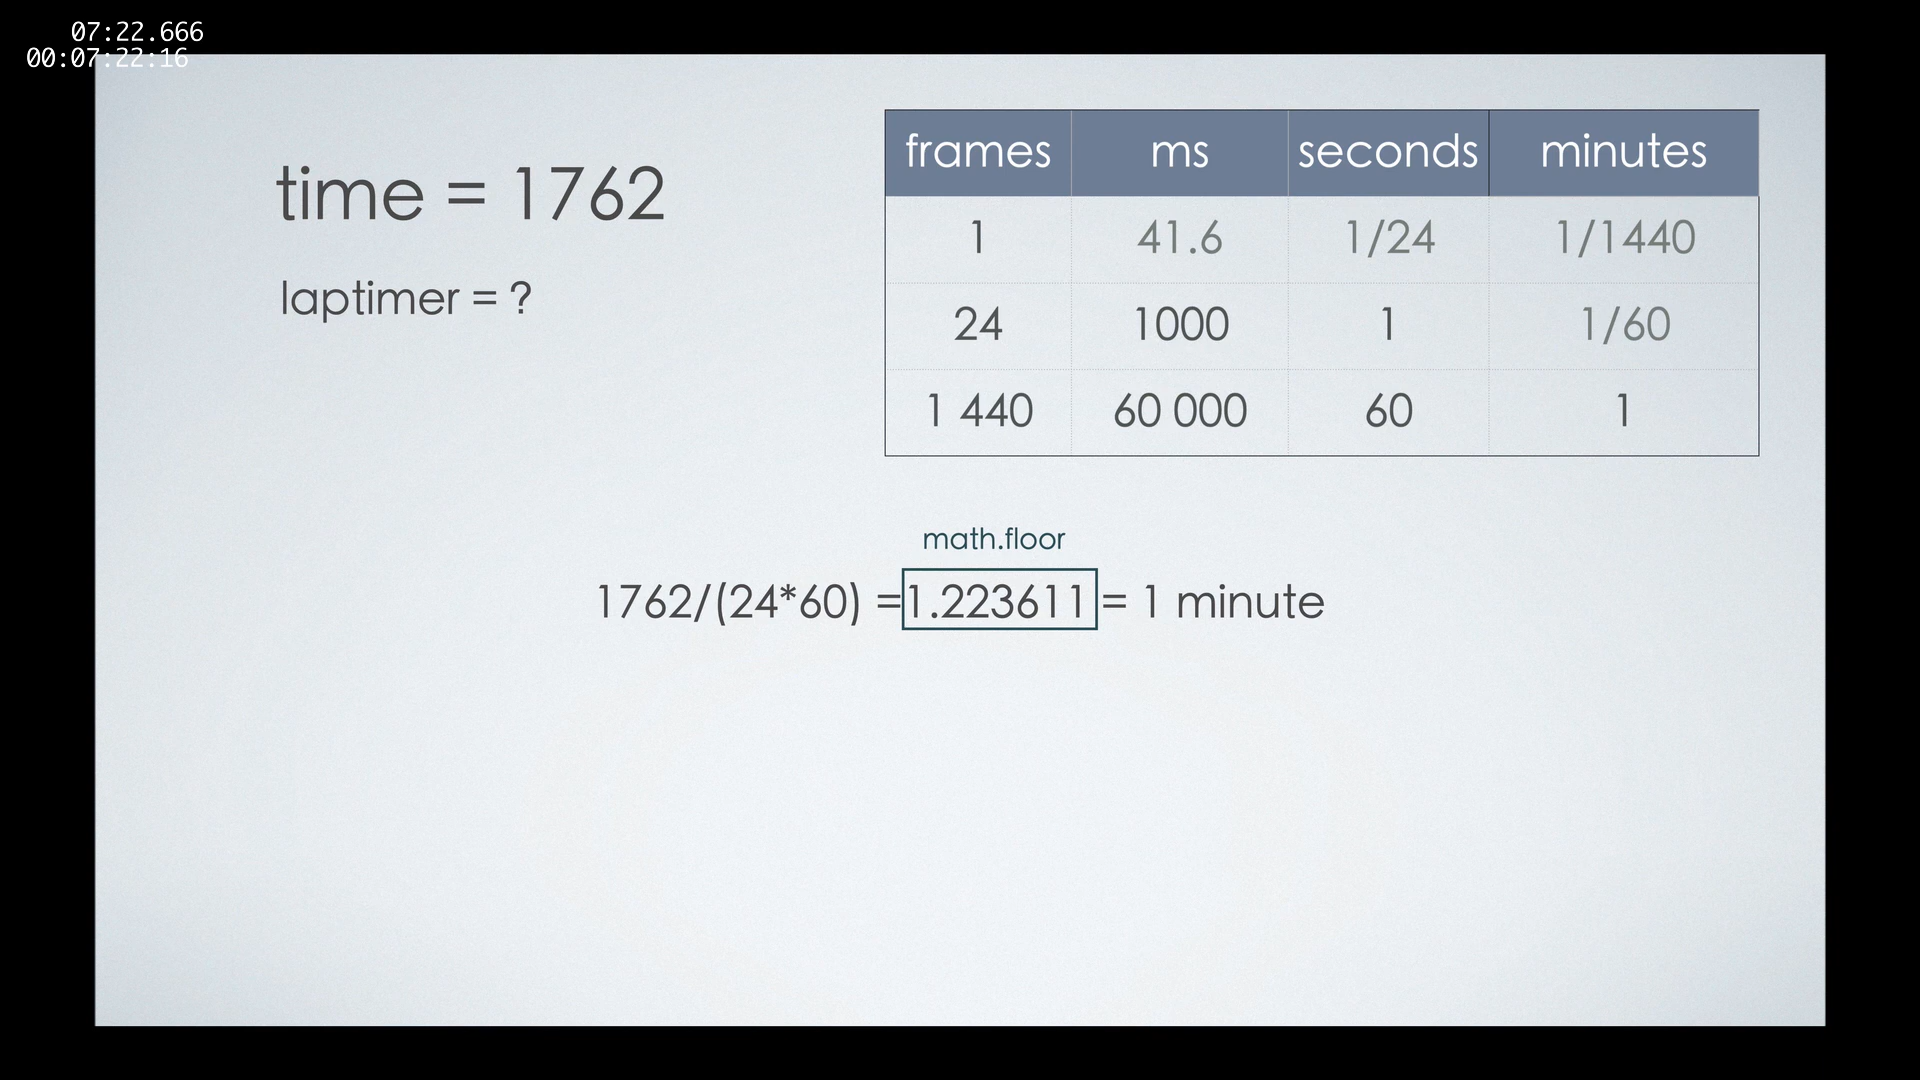 07:22.666
00:07:22:16
time = 1762
laptimer = ?
frames ms seconds minutes
1 41.6 1/24 1/1440
24 1000 1 1/60
1 440 60 000 60 1
math.floor
1762/(24*60) =1.223611= 1 minute